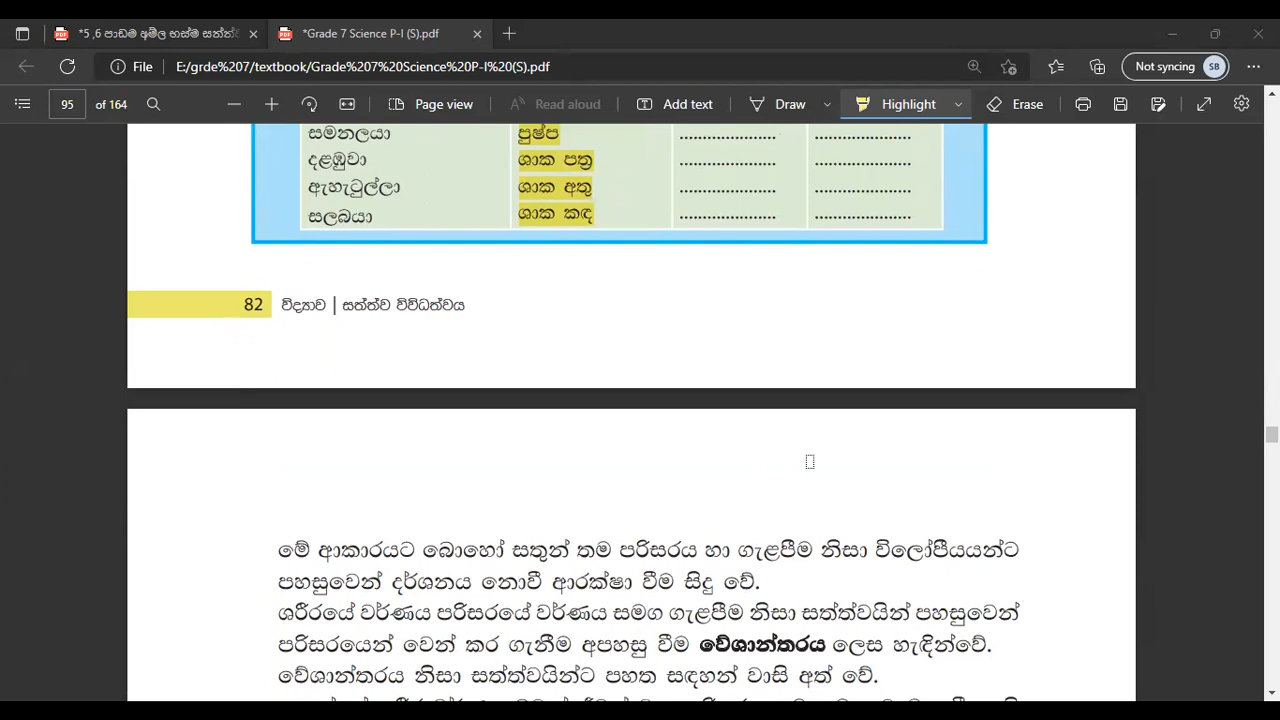 *5 ,6 පාඩම අම්ල භස්ම
*Grade 7 Science P-I (S).pdf
File E:/grde%207/textbook/Grade%207%20Science%20P-I%20(S).pdf Not syncing SB
95 of 164 Page view Read aloud Add text Draw Highlight Erase
සමනලයා පුෂ්ප .................... ....................
දළඹුවා ශාක පත්‍ර .................... ....................
ඇහැටුල්ලා ශාක අතු .................... ....................
සලබයා ශාක කඳ .................... ....................
82 විද්‍යාව | සත්ත්ව විවිධත්වය
මේ ආකාරයට බොහෝ සතුන් තම පරිසරය හා ගැළපීම නිසා විලෝපීයයන්ට
පහසුවෙන් දර්ශනය නොවී ආරක්ෂා වීම සිදු වේ.
ශරීරයේ වර්ණය පරිසරයේ වර්ණය සමග ගැළපීම නිසා සත්ත්වයින් පහසුවෙන්
පරිසරයෙන් වෙන් කර ගැනීම අපහසු වීම වේශාන්තරය ලෙස හැඳින්වේ.
වේශාන්තරය නිසා සත්ත්වයින්ට පහත සඳහන් වාසි අත් වේ.